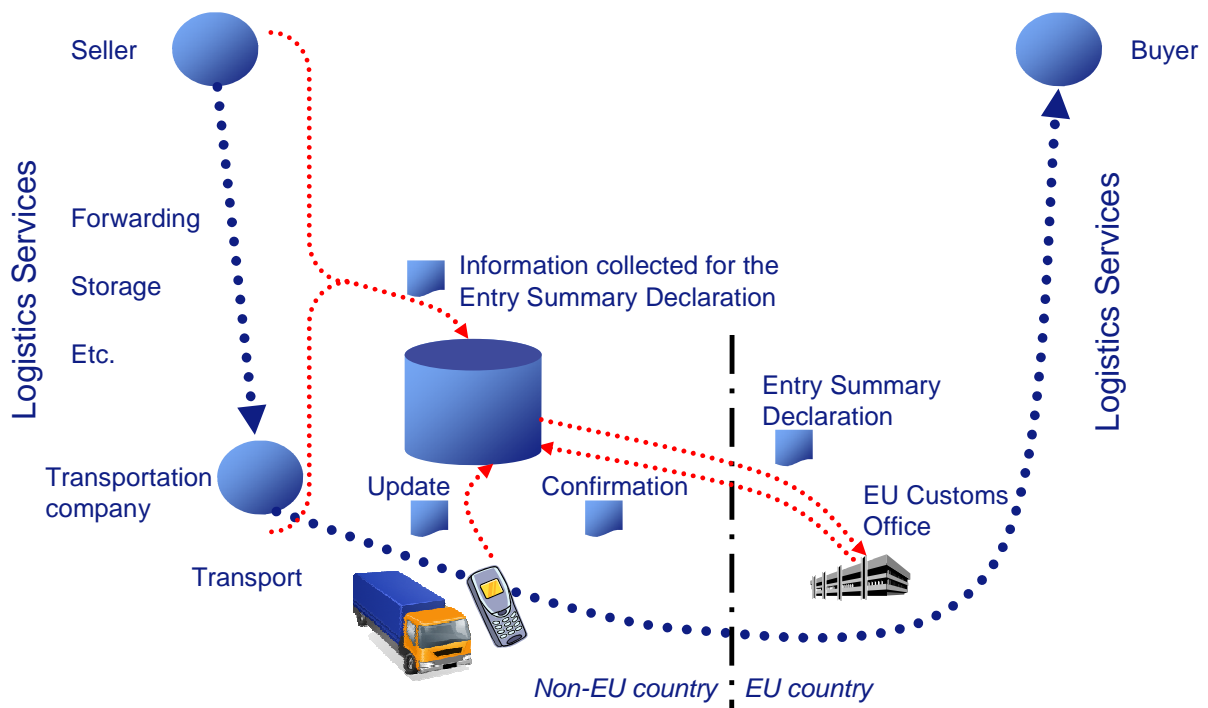 Seller
Buyer
Logistics Services
Forwarding
Storage
Etc.
Information collected for the
Entry Summary Declaration
Logistics Services
Entry Summary
Declaration
Transportation
company
Update
Confirmation
EU Customs
Office
Transport
Non-EU country
EU country